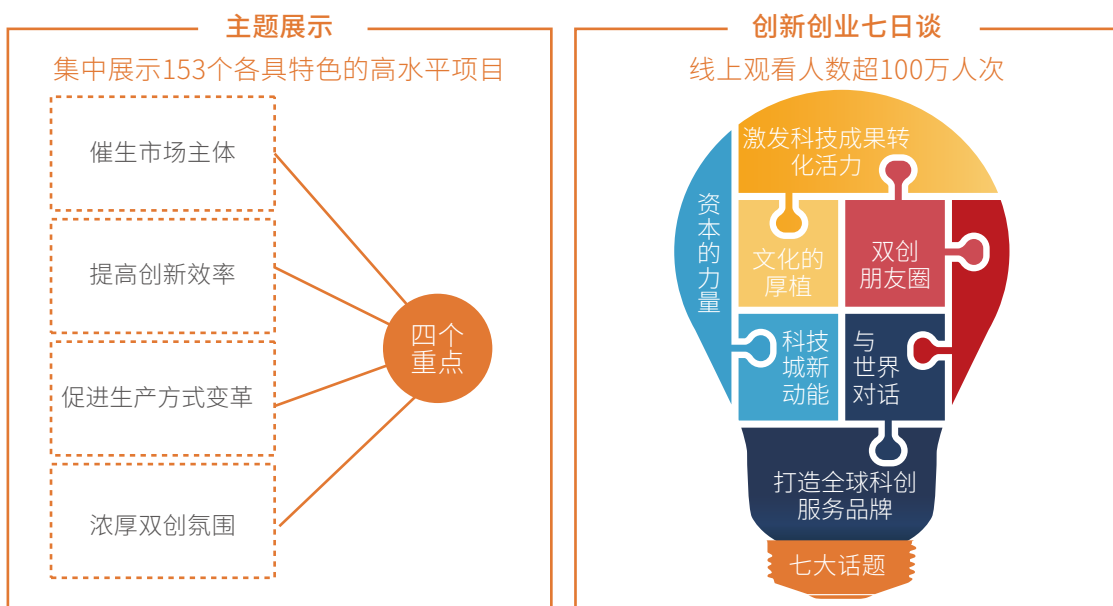 主题展示
集中展示153个各具特色的高水平项目
催生市场主体
提高创新效率
促进生产方式变革
浓厚双创氛围
四个
重点
创新创业七日谈
线上观看人数超100万人次
激发科技成果转
化活力
资本的力量
文化的
厚植
双创
朋友圈
科技
城新
动能
与
世界
对话
打造全球科创
服务品牌
七大话题